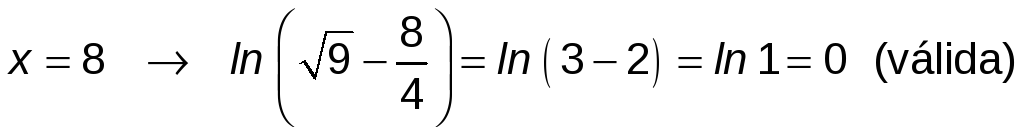 x = 8 → ln (√9 − 8/4) = ln (3 − 2) = ln 1 = 0 (válida)